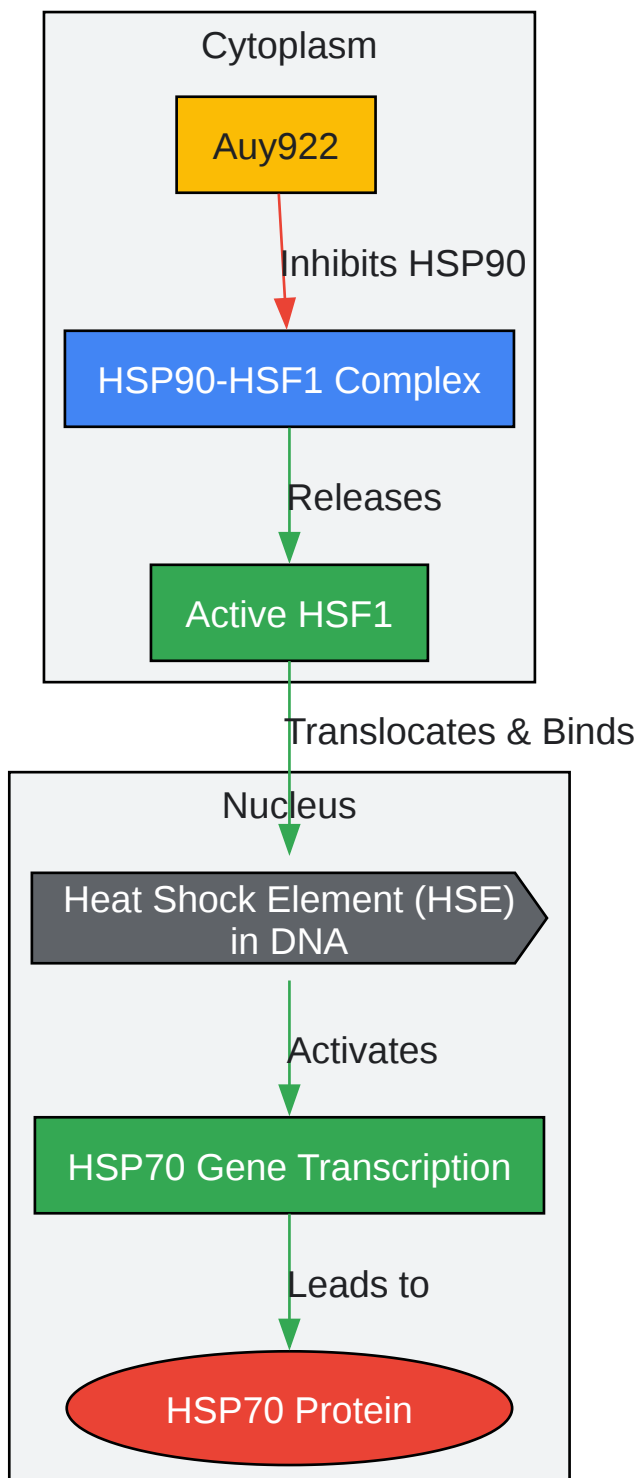 Cytoplasm
Auy922
Inhibits HSP90
HSP90-HSF1 Complex
Releases
Active HSF1
Translocates & Binds
Nucleus
Heat Shock Element (HSE)
in DNA
Activates
HSP70 Gene Transcription
Leads to
HSP70 Protein